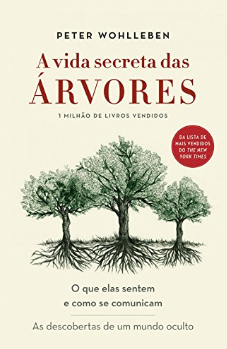 PETER WOHLLEBEN
A vida secreta das
ÁRVORES
1 MILHÃO DE LIVROS VENDIDOS
DA LISTA DE
MAIS VENDIDOS
DO THE NEW
YORK TIMES
O que elas sentem
e como se comunicam
As descobertas de um mundo oculto